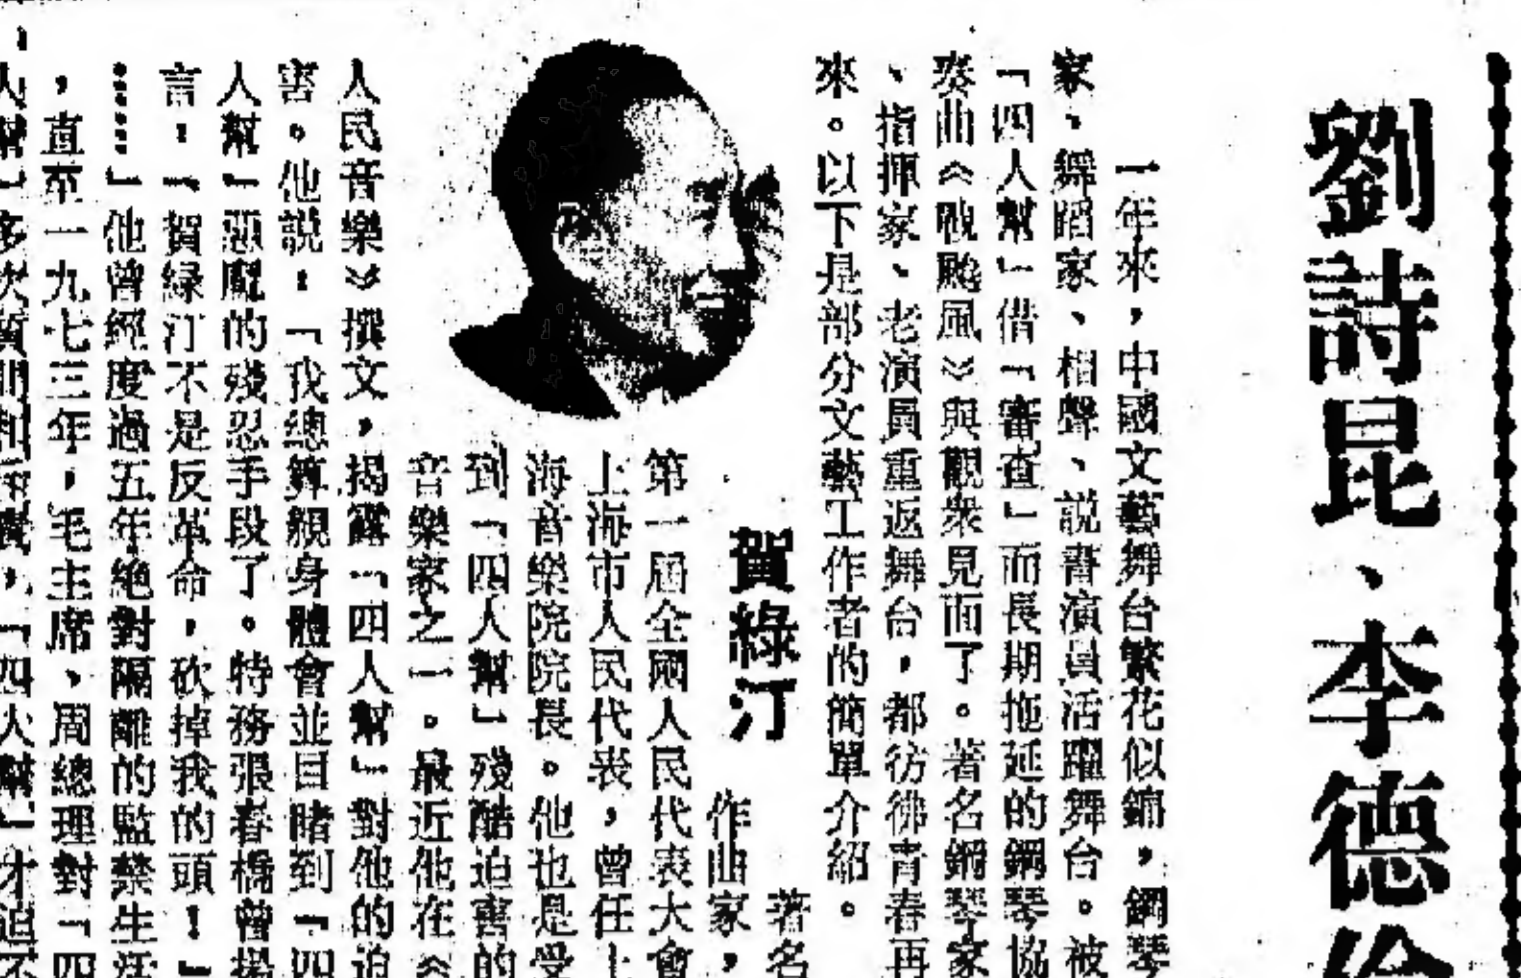 劉詩昆、李德倫
一年來，中國文藝舞台繁花似錦，鋼琴
家、舞蹈家、相聲、説書演員活躍舞台。被
「四人幫」借「審查」而長期拖延的鋼琴協
奏曲《戰颱風》與觀衆見面了。著名鋼琴家
、指揮家、老演員重返舞台，都彷彿青春再
來。以下是部分文藝工作者的簡單介紹。
賀綠汀
著名
作曲家，
第一屆全國人民代表大會
上海市人民代表，曾任上
海音樂院院長。他也是受
到「四人幫」殘酷迫害的
音樂家之一。最近他在《
人民音樂》撰文，揭露「四人幫」對他的迫
害。他説：「我總算親身體會並目睹到「四
人幫」惡毒的殘忍手段了。特務張春橋曾揚
言：「賀綠汀不是反革命，砍掉我的頭！」
……」他曾經度過五年絶對隔離的監禁生活
，直至一九七三年，毛主席、周總理對「四
人幫」多次質問和，「四人幫」才迫不